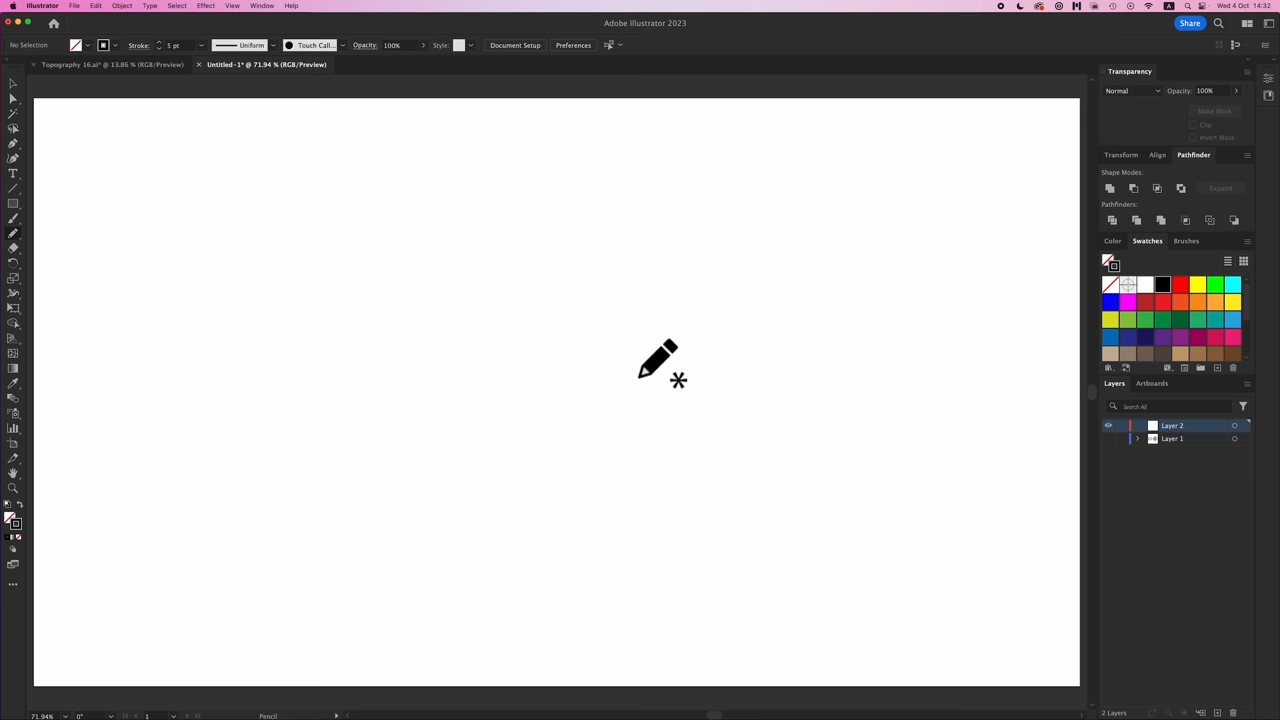 Illustrator File Edit Object Type Select Effect View Window Help Wed 4 Oct 14:32
Adobe Illustrator 2023 Share
No Selection Stroke: 5 pt Uniform Touch Call... Opacity: 100% Style: Document Setup Preferences
Topography 16.ai* @ 13.86 % (RGB/Preview) Untitled-1* @ 71.94 % (RGB/Preview)
Transparency
Normal Opacity: 100%
Make Mask
Clip
Invert Mask
Transform Align Pathfinder
Shape Modes:
Expand
Pathfinders:
Color Swatches Brushes
Layers Artboards
Search All
Layer 2
Layer 1
71.94% 0° 1 Pencil 2 Layers